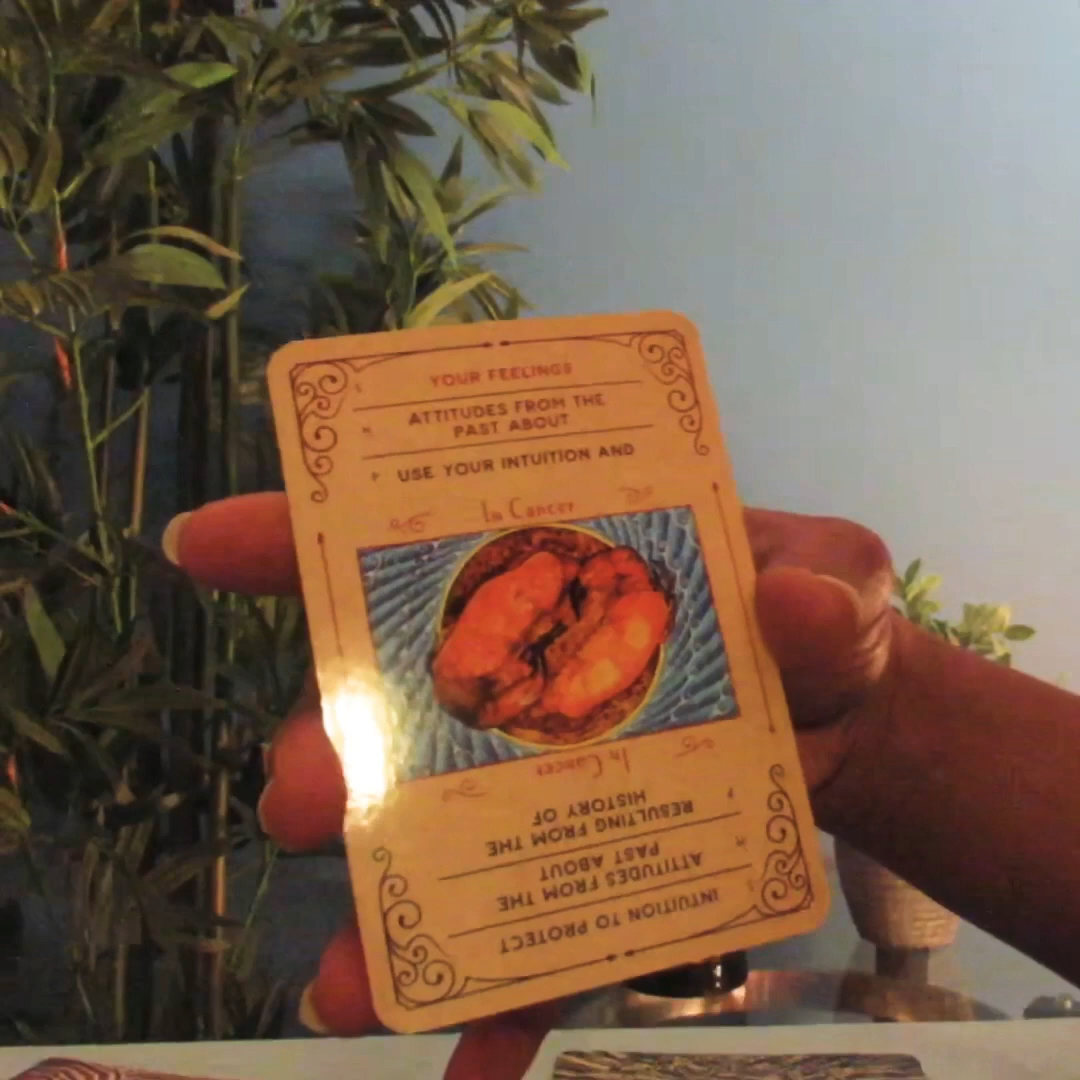 YOUR FEELINGS
ATTITUDES FROM THE
PAST ABOUT
USE YOUR INTUITION AND
In Cancer
In Cancer
RESULTING FROM THE
HISTORY OF
ATTITUDES FROM THE
PAST ABOUT
INTUITION TO PROTECT